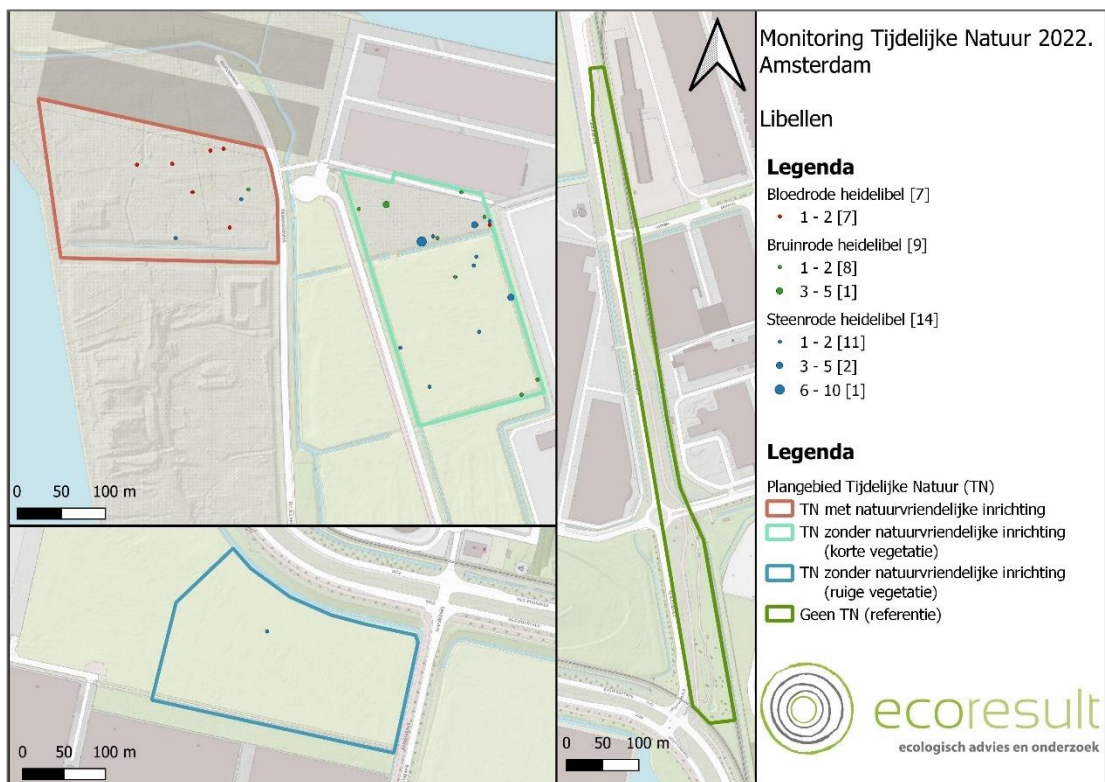 Monitoring Tijdelijke Natuur 2022.
Amsterdam
Libellen
Legenda
Bloedrode heidelibel [7]
1 - 2 [7]
Bruinrode heidelibel [9]
1 - 2 [8]
3 - 5 [1]
Steenrode heidelibel [14]
1 - 2 [11]
3 - 5 [2]
6 - 10 [1]
Legenda
Plangebied Tijdelijke Natuur (TN)
TN met natuurvriendelijke inrichting
TN zonder natuurvriendelijke inrichting
(korte vegetatie)
TN zonder natuurvriendelijke inrichting
(ruige vegetatie)
Geen TN (referentie)
ecoresult
ecologisch advies en onderzoek
0 50 100 m
0 50 100 m
0 50 100 m